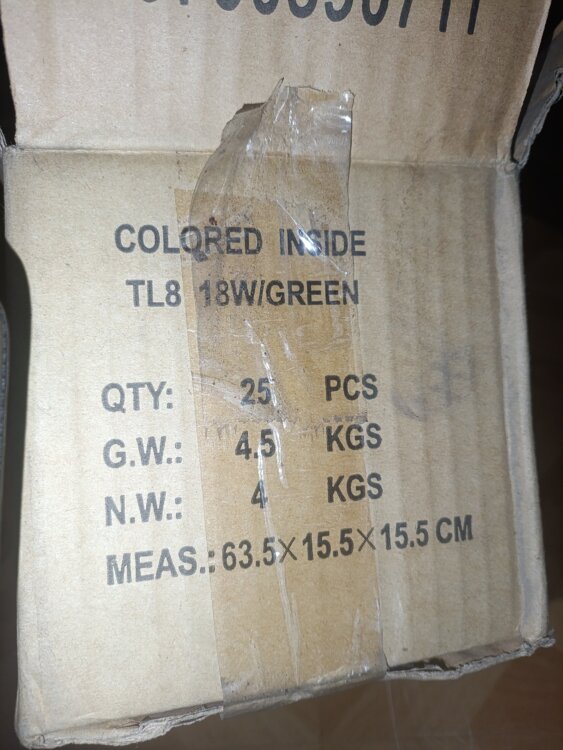 COLORED INSIDE
TL8 18W/GREEN
QTY: 25 PCS
G.W.: 4.5 KGS
N.W.: 4 KGS
MEAS.: 63.5×15.5×15.5 CM